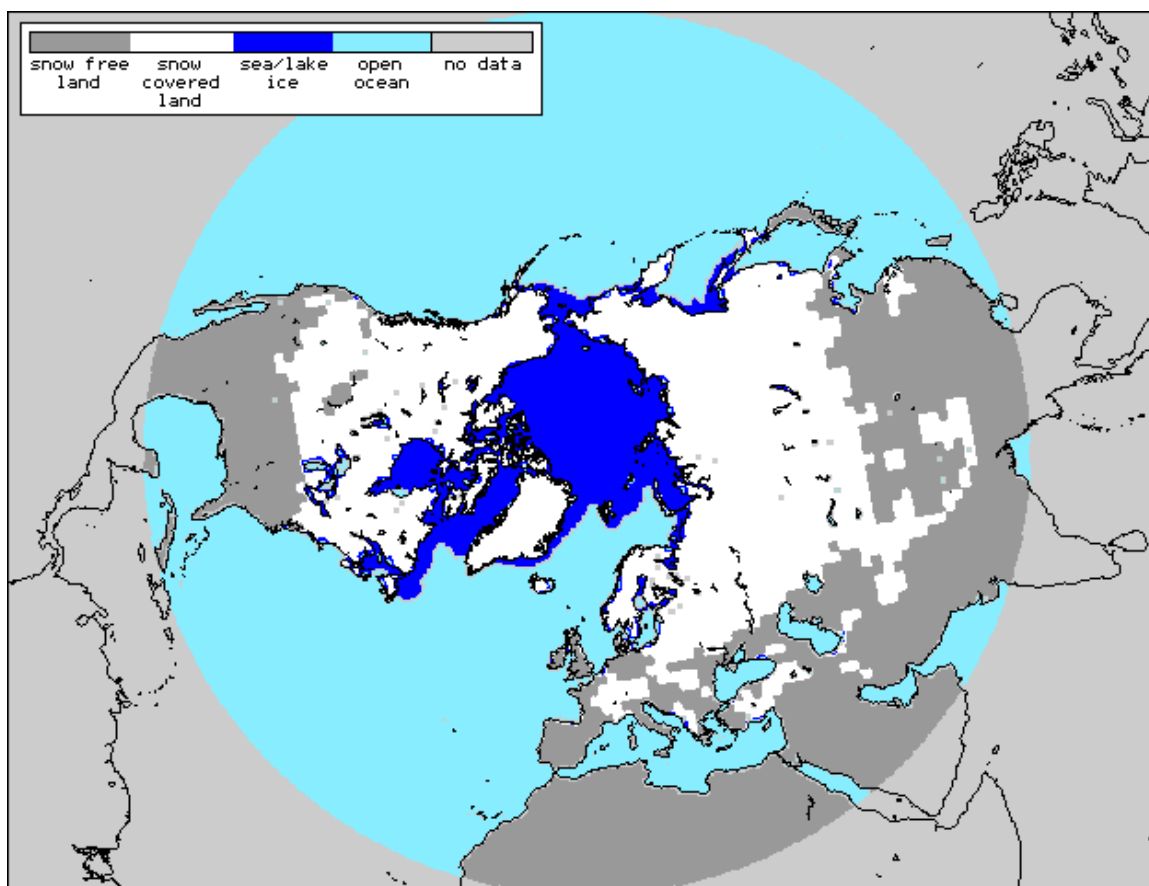 snow free snow sea/lake open no data
land covered ice ocean
land